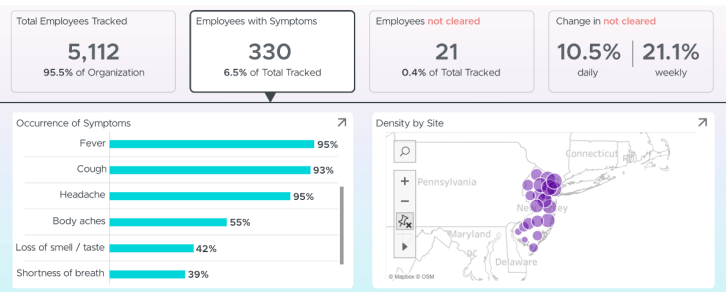 Total Employees Tracked
5,112
95.5% of Organization
Employees with Symptoms
330
6.5% of Total Tracked
Employees not cleared
21
0.4% of Total Tracked
Change in not cleared
10.5% 21.1%
daily weekly
Occurrence of Symptoms
Fever 95%
Cough 93%
Headache 95%
Body aches 55%
Loss of smell / taste 42%
Shortness of breath 39%
Density by Site
Connecticut
Pennsylvania
Maryland
DC
Delaware
© Mapbox © OSM